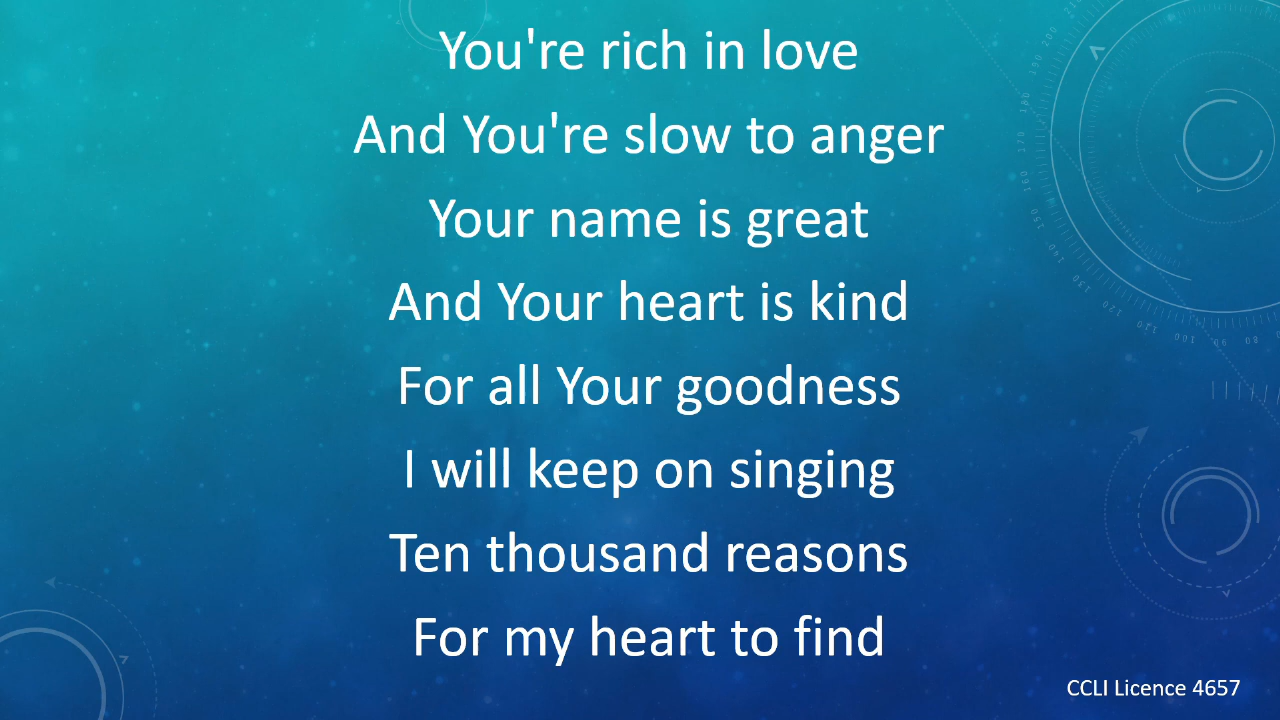 You're rich in love
And You're slow to anger
Your name is great
And Your heart is kind
For all Your goodness
I will keep on singing
Ten thousand reasons
For my heart to find
CCLI Licence 4657